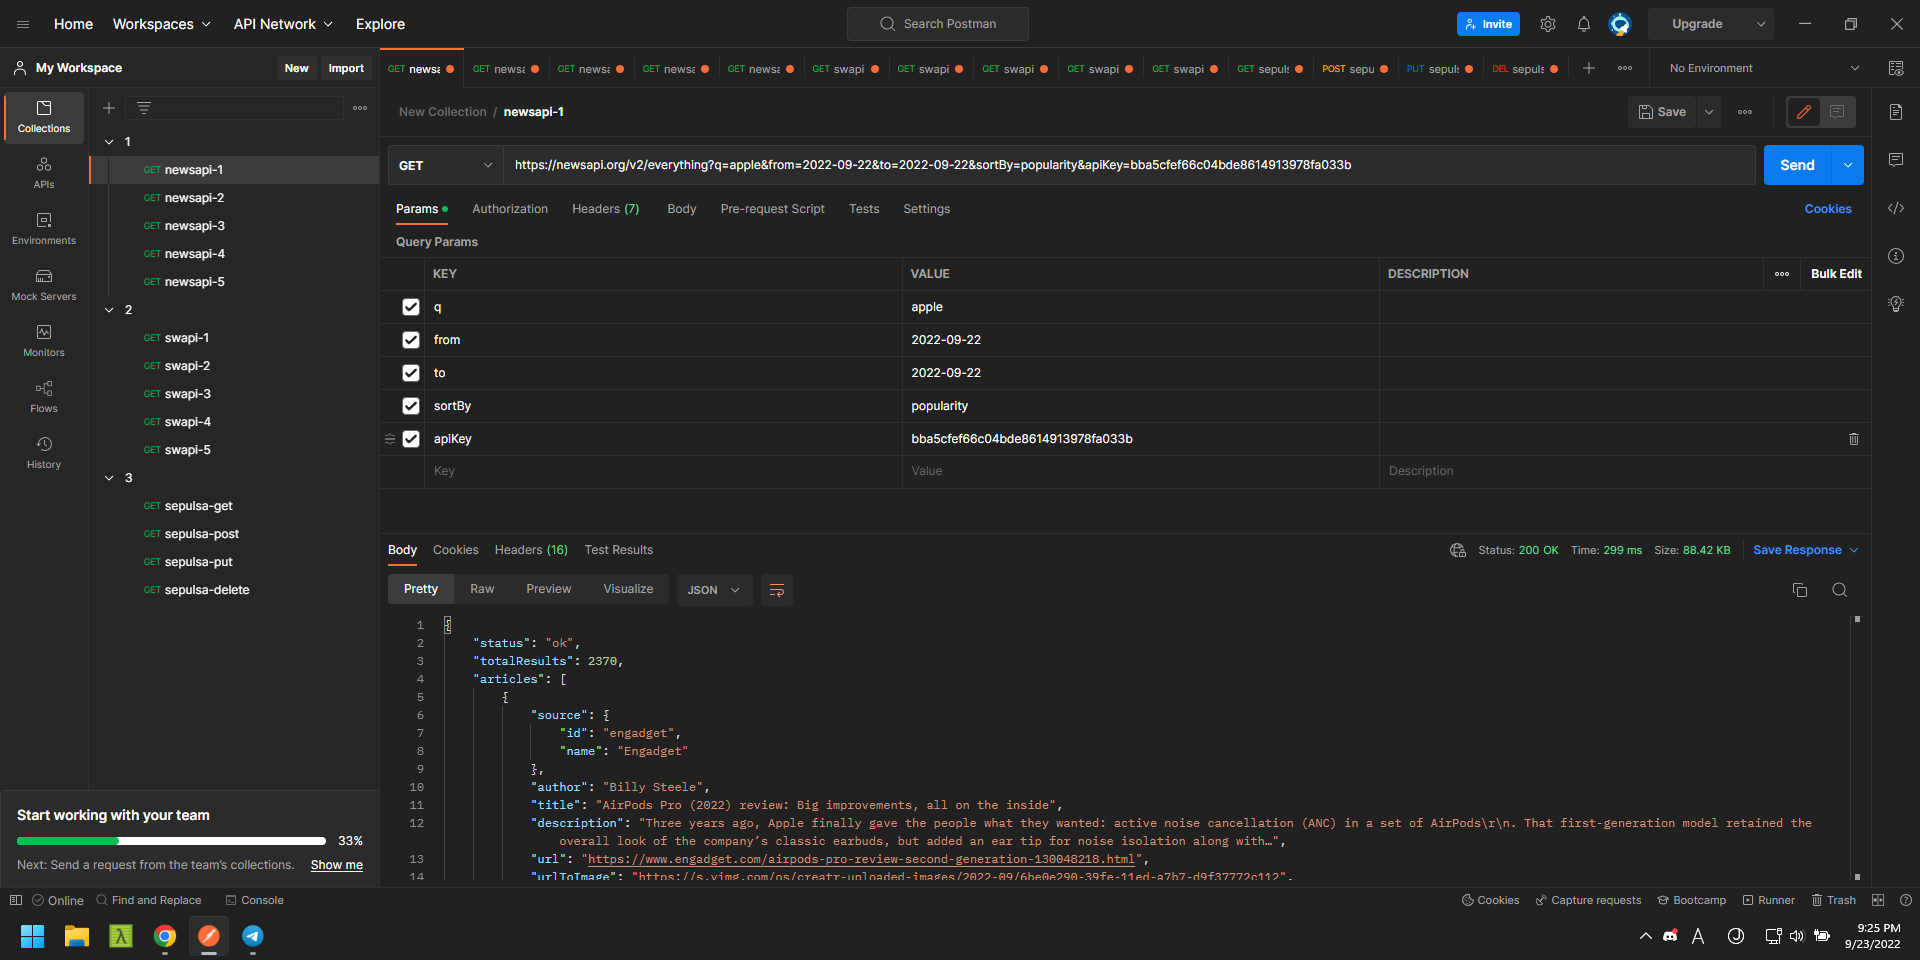 Home
Workspaces
API Network
Explore
Search Postman
Invite
Upgrade
My Workspace
New
Import
GET newsa
GET newsa
GET newsa
GET newsa
GET newsa
GET swapi
GET swapi
GET swapi
GET swapi
GET swapi
GET sepuls
POST sepu
PUT sepuls
DEL sepuls
No Environment
Collections
APIs
Environments
Mock Servers
Monitors
Flows
History
1
GET newsapi-1
GET newsapi-2
GET newsapi-3
GET newsapi-4
GET newsapi-5
2
GET swapi-1
GET swapi-2
GET swapi-3
GET swapi-4
GET swapi-5
3
GET sepulsa-get
GET sepulsa-post
GET sepulsa-put
GET sepulsa-delete
New Collection / newsapi-1
Save
GET
https://newsapi.org/v2/everything?q=apple&from=2022-09-22&to=2022-09-22&sortBy=popularity&apiKey=bba5cfef66c04bde8614913978fa033b
Send
Params
Authorization
Headers (7)
Body
Pre-request Script
Tests
Settings
Cookies
Query Params
KEY VALUE DESCRIPTION
Bulk Edit
q apple
from 2022-09-22
to 2022-09-22
sortBy popularity
apiKey bba5cfef66c04bde8614913978fa033b
Key Value Description
Body
Cookies
Headers (16)
Test Results
Status: 200 OK
Time: 299 ms
Size: 88.42 KB
Save Response
Pretty
Raw
Preview
Visualize
JSON
1 {
2 "status": "ok",
3 "totalResults": 2370,
4 "articles": [
5 {
6 "source": {
7 "id": "engadget",
8 "name": "Engadget"
9 },
10 "author": "Billy Steele",
11 "title": "AirPods Pro (2022) review: Big improvements, all on the inside",
12 "description": "Three years ago, Apple finally gave the people what they wanted: active noise cancellation (ANC) in a set of AirPods\r\n. That first-generation model retained the
overall look of the company’s classic earbuds, but added an ear tip for noise isolation along with…",
13 "url": "https://www.engadget.com/airpods-pro-review-second-generation-130048218.html",
14 "urlToImage": "https://s.yimg.com/os/creatr-uploaded-images/2022-09/6be0e290-39fe-11ed-a7b7-d9f37772c112",
Start working with your team
33%
Next: Send a request from the team’s collections.
Show me
Online
Find and Replace
Console
Cookies
Capture requests
Bootcamp
Runner
Trash
9:25 PM
9/23/2022